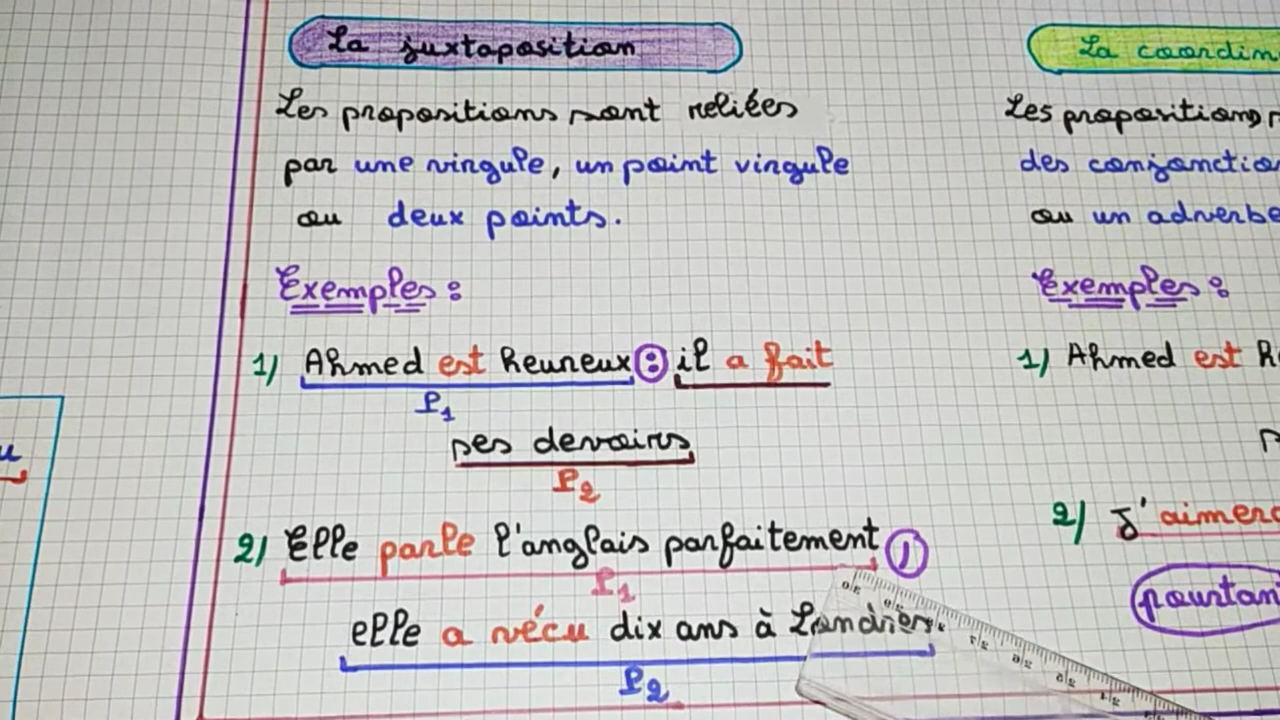 La juxtaposition
Les propositions sont reliées
par une virgule, un point virgule
ou deux points.
Exemples :
1) Ahmed est heureux : il a fait
P1
ses devoirs
P2
2) Elle parle l'anglais parfaitement ,
P1
elle a vécu dix ans à Londres.
P2
La coordin
Les propositions
des conjonctio
ou un adverbe
Exemples :
1) Ahmed est h
2) J'aimera
pourtan